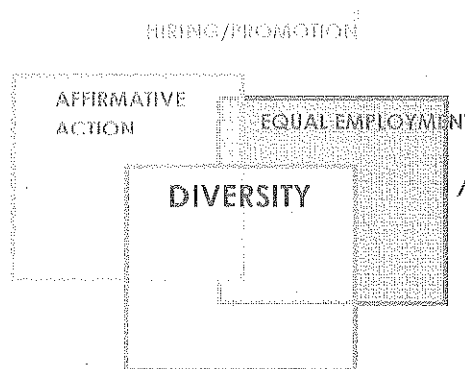 HIRING/PROMOTION
AFFIRMATIVE
ACTION
EQUAL EMPLOYMENT
DIVERSITY
A